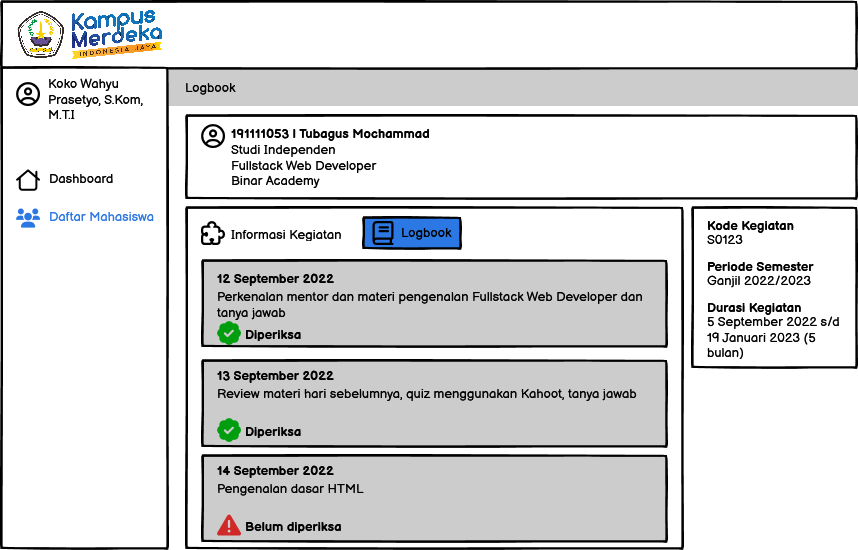 Kampus
Merdeka
INDONESIA JAYA
Koko Wahyu
Prasetyo, S.Kom,
M.T.I
Dashboard
Daftar Mahasiswa
Logbook
191111053 | Tubagus Mochammad
Studi Independen
Fullstack Web Developer
Binar Academy
Informasi Kegiatan
Logbook
12 September 2022
Perkenalan mentor dan materi pengenalan Fullstack Web Developer dan
tanya jawab
Diperiksa
13 September 2022
Review materi hari sebelumnya, quiz menggunakan Kahoot, tanya jawab
Diperiksa
14 September 2022
Pengenalan dasar HTML
Belum diperiksa
Kode Kegiatan
S0123
Periode Semester
Ganjil 2022/2023
Durasi Kegiatan
5 September 2022 s/d
19 Januari 2023 (5
bulan)